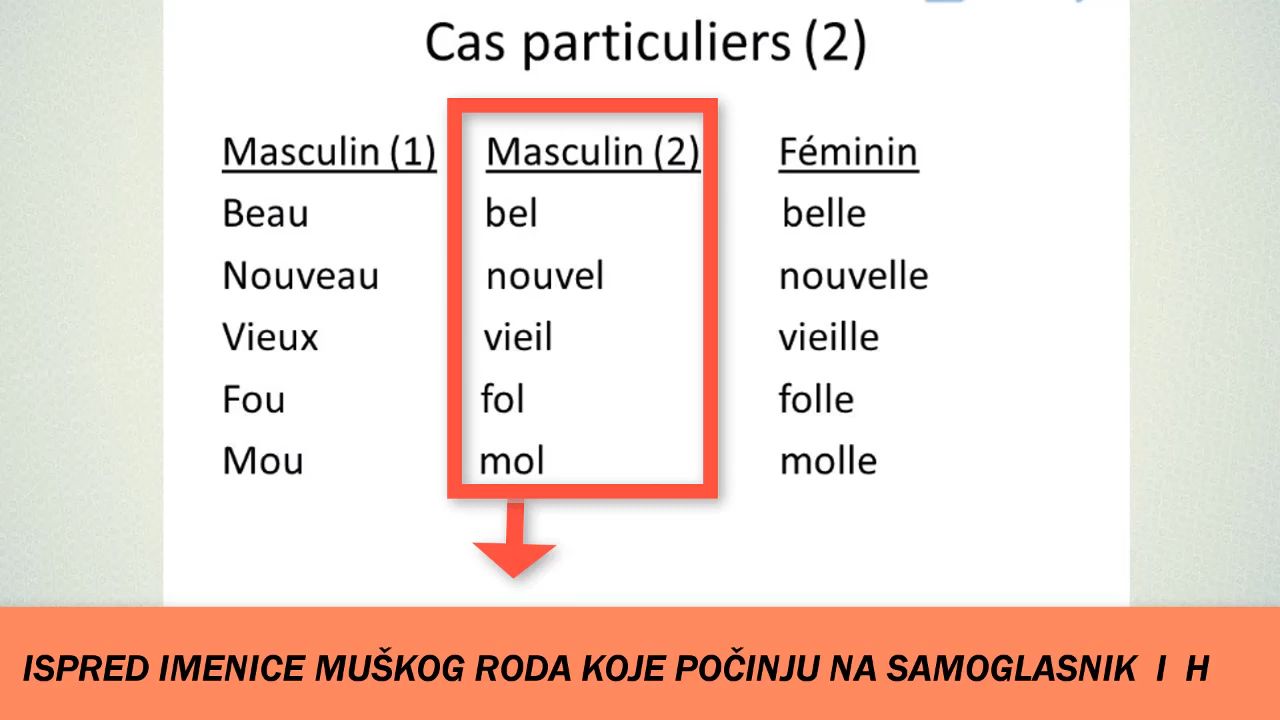 Cas particuliers (2)
Masculin (1) Masculin (2) Féminin
Beau bel belle
Nouveau nouvel nouvelle
Vieux vieil vieille
Fou fol folle
Mou mol molle
ISPRED IMENICE MUŠKOG RODA KOJE POČINJU NA SAMOGLASNIK I H